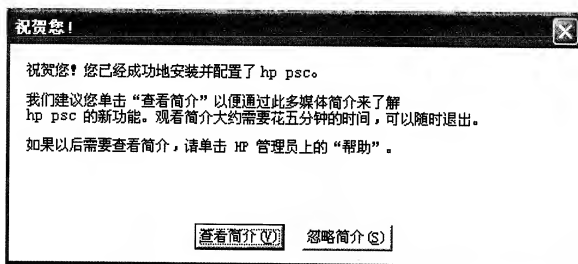 祝贺您!
祝贺您!您已经成功地安装并配置了 hp psc。
我们建议您单击“查看简介”以便通过此多媒体简介来了解
hp psc 的新功能。观看简介大约需要花五分钟的时间,可以随时退出。
如果以后需要查看简介,请单击 HP 管理员上的“帮助”。
查看简介(V) 忽略简介(S)